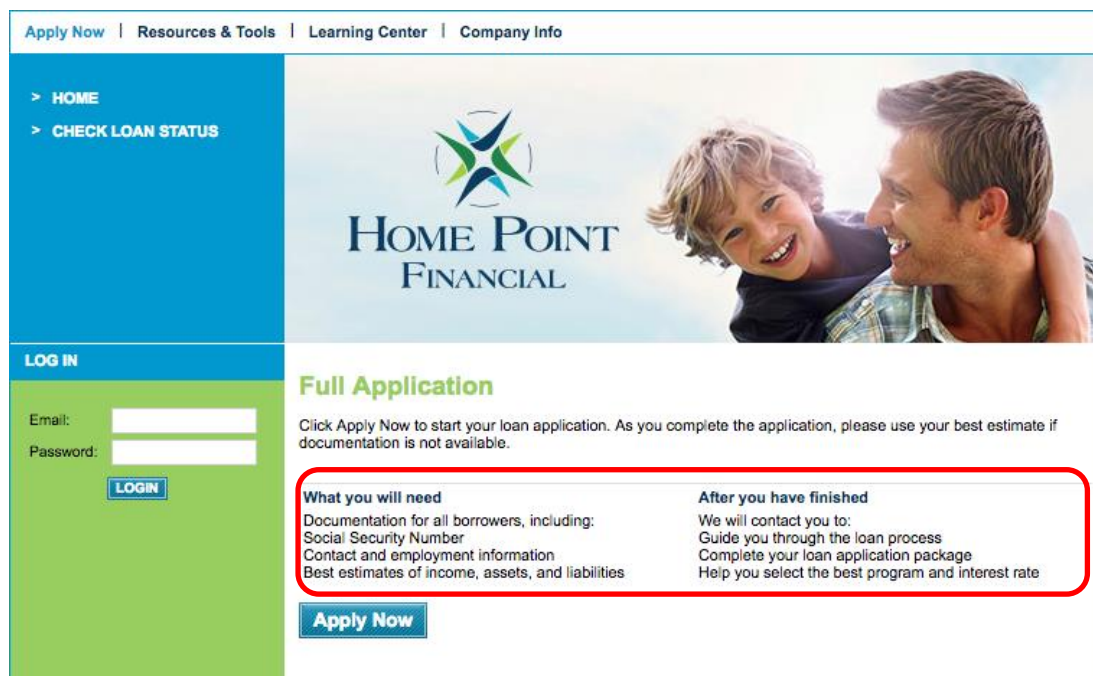 Apply Now | Resources & Tools | Learning Center | Company Info
> HOME
> CHECK LOAN STATUS
HOME POINT
FINANCIAL
LOG IN
Email:
Password:
LOGIN
Full Application
Click Apply Now to start your loan application. As you complete the application, please use your best estimate if
documentation is not available.
What you will need
Documentation for all borrowers, including:
Social Security Number
Contact and employment information
Best estimates of income, assets, and liabilities
After you have finished
We will contact you to:
Guide you through the loan process
Complete your loan application package
Help you select the best program and interest rate
Apply Now